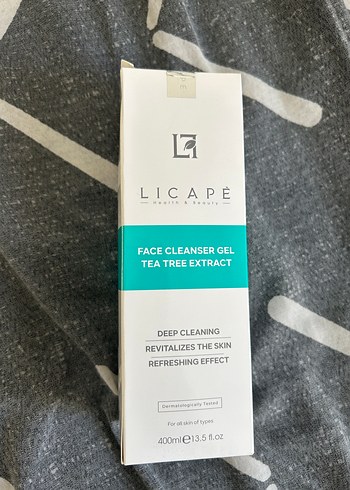 LICAPÈ
Health & Beauty
FACE CLEANSER GEL
TEA TREE EXTRACT
DEEP CLEANING
REVITALIZES THE SKIN
REFRESHING EFFECT
Dermatologically Tested
For all skin of types
400ml℮13.5 fl.oz